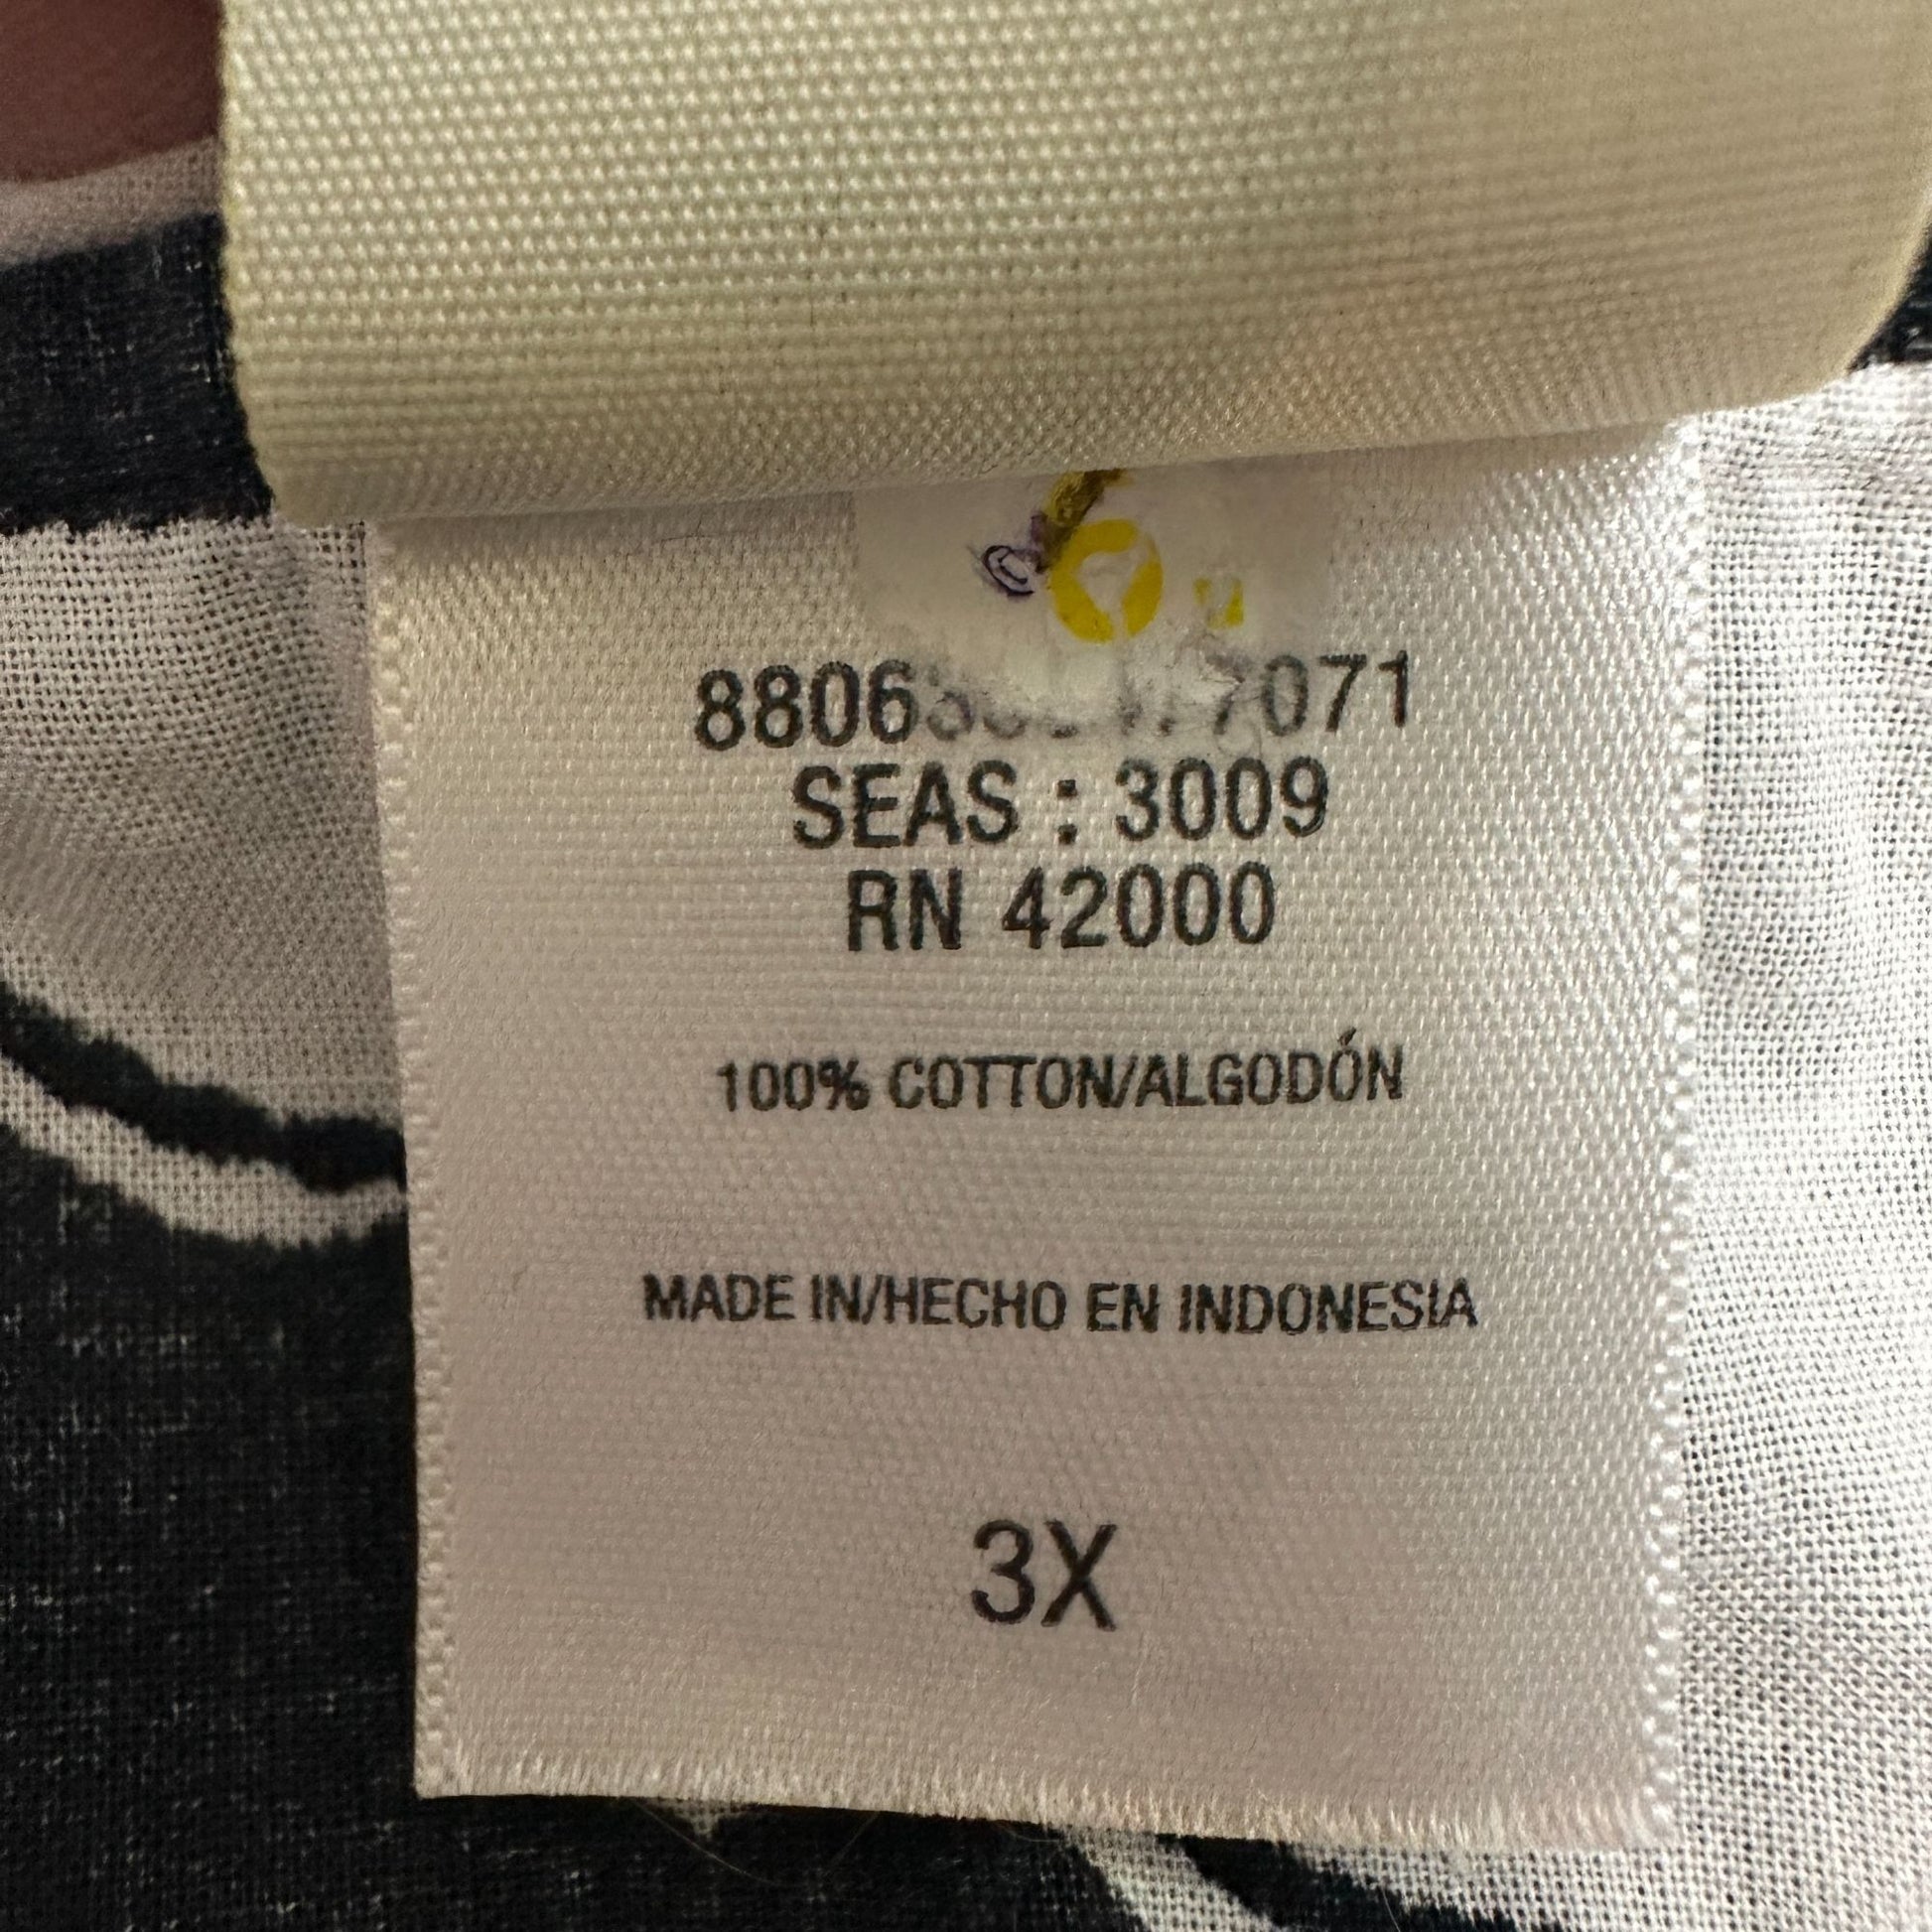 SEAS : 3009
RN 42000
100% COTTON/ALGODÓN
MADE IN/HECHO EN INDONESIA
3X